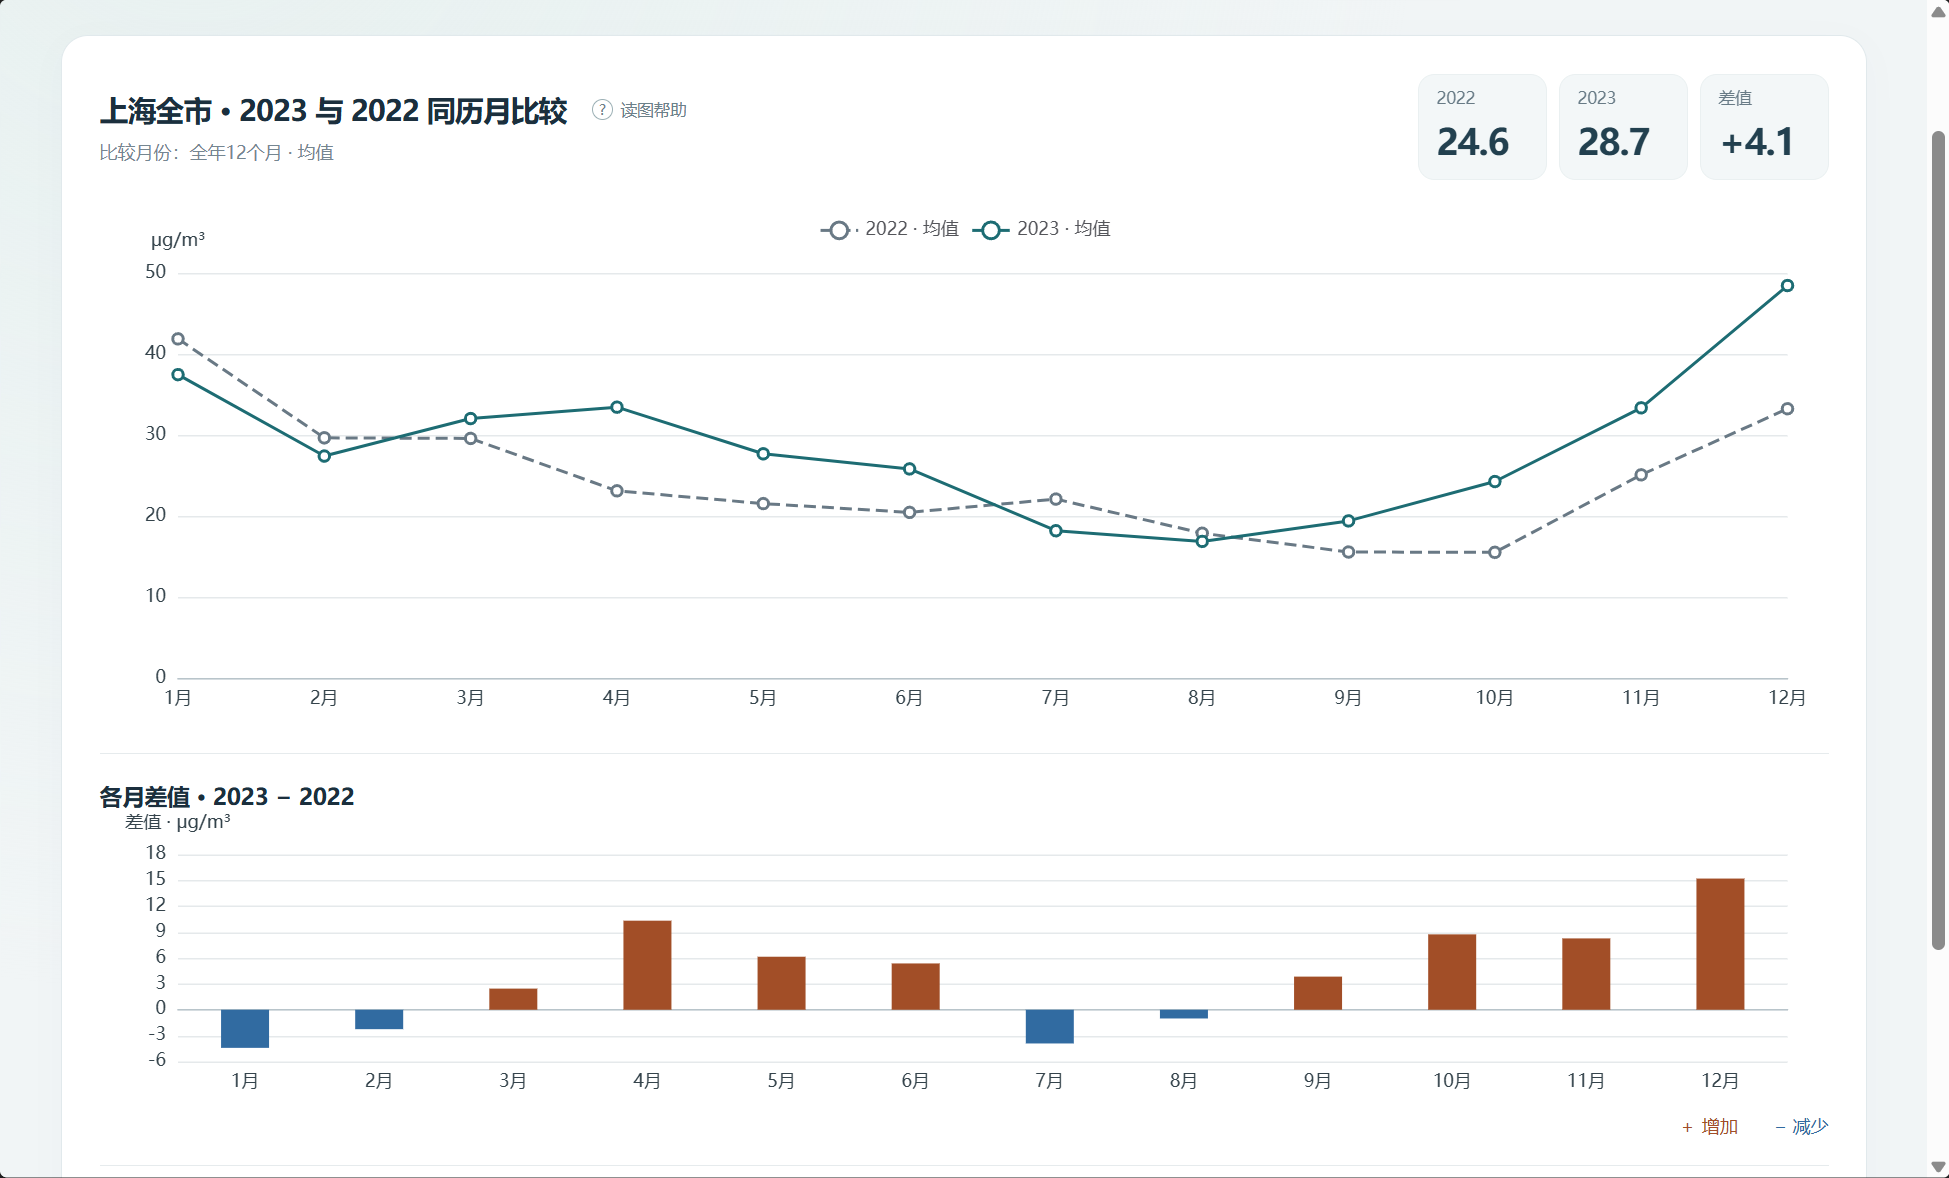 上海全市 • 2023 与 2022 同历月比较
? 读图帮助
比较月份：全年12个月 · 均值
2022
24.6
2023
28.7
差值
+4.1
2022 · 均值
2023 · 均值
μg/m³
50
40
30
20
10
0
1月 2月 3月 4月 5月 6月 7月 8月 9月 10月 11月 12月
各月差值 • 2023 − 2022
差值 · μg/m³
18
15
12
9
6
3
0
-3
-6
1月 2月 3月 4月 5月 6月 7月 8月 9月 10月 11月 12月
+ 增加 − 减少